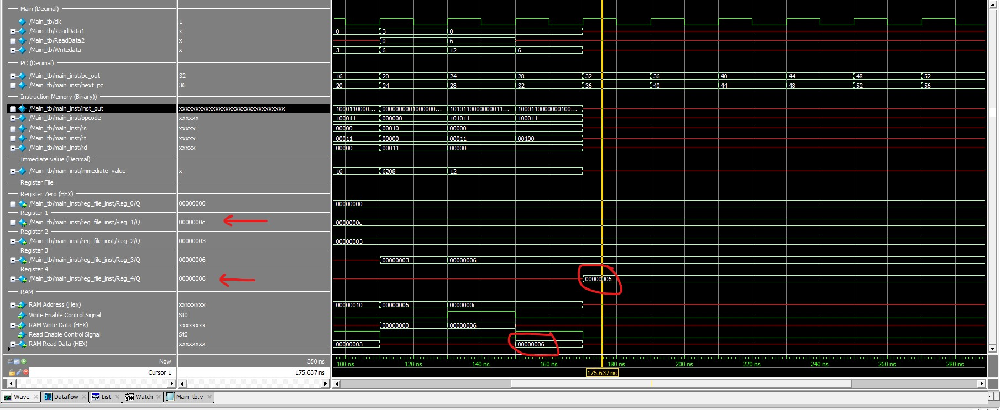 Main (Decimal)
/Main_tb/clk 1
/Main_tb/ReadData1 x 0 3 0
/Main_tb/ReadData2 x 0 6
/Main_tb/Writedata x 3 6 12 6
PC (Decimal)
/Main_tb/main_inst/pc_out 32 16 20 24 28 32 36 40 44 48 52
/Main_tb/main_inst/next_pc 36 20 24 28 32 36 40 44 48 52 56
Instruction Memory (Binary))
/Main_tb/main_inst/inst_out xxxxxxxxxxxxxxxxxxxxxxxxxxxxxxxx 1000110000... 0000000001000000... 1010110000000011... 1000110000000100...
/Main_tb/main_inst/opcode xxxxxx 100011 000000 101011 100011
/Main_tb/main_inst/rs xxxxx 00000 00010 00000
/Main_tb/main_inst/rt xxxxx 00011 00000 00011 00100
/Main_tb/main_inst/rd xxxxx 00000 00011 00000
Immediate value (Decimal)
/Main_tb/main_inst/immediate_value x 16 6208 12
Register File
Register Zero (HEX)
/Main_tb/main_inst/reg_file_inst/Reg_0/Q 00000000 00000000
Register 1
/Main_tb/main_inst/reg_file_inst/Reg_1/Q 0000000c 0000000c
Register 2
/Main_tb/main_inst/reg_file_inst/Reg_2/Q 00000003 00000003
Register 3
/Main_tb/main_inst/reg_file_inst/Reg_3/Q 00000006 00000003 00000006
Register 4
/Main_tb/main_inst/reg_file_inst/Reg_4/Q 00000006 00000006
RAM
RAM Address (Hex) xxxxxxxx 00000010 00000006 0000000c
Write Enable Control Signal St0
RAM Write Data (HEX) xxxxxxxx 00000000 00000006
Read Enable Control Signal St0
RAM Read Data (HEX) xxxxxxxx 00000003 00000006
Now 350 ns 100 ns 120 ns 140 ns 160 ns 180 ns 200 ns 220 ns 240 ns 260 ns 280 ns
Cursor 1 175.637 ns 175.637 ns
Wave Dataflow List Watch Main_tb.v